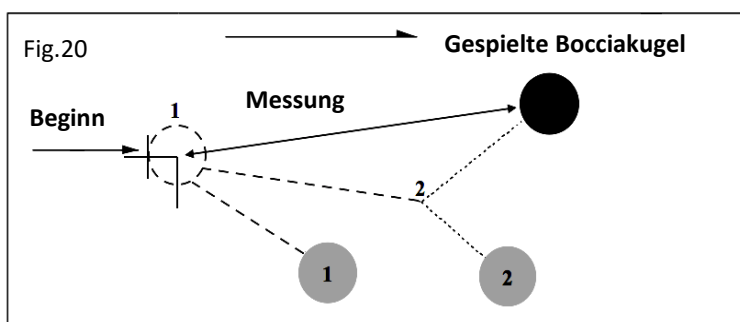 Fig.20
Gespielte Bocciakugel
1
Messung
Beginn
2
1
2